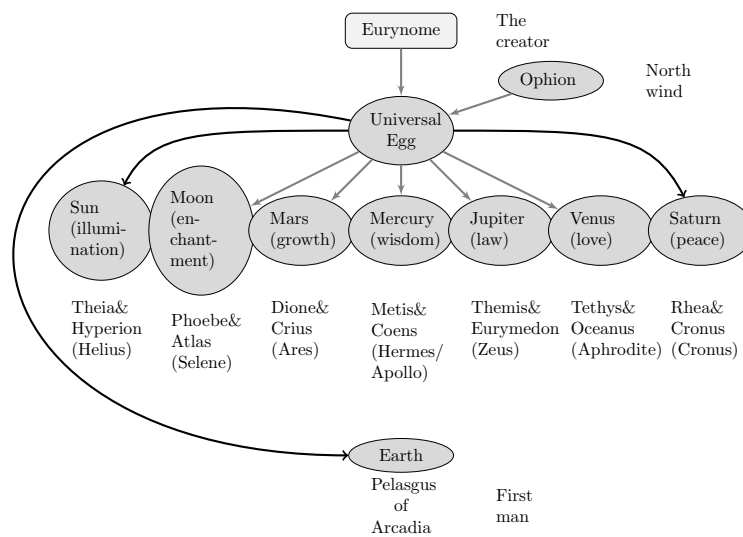 Eurynome
The
creator
Ophion
North
wind
Universal
Egg
Sun
(illumi-
nation)
Moon
(en-
chant-
ment)
Mars
(growth)
Mercury
(wisdom)
Jupiter
(law)
Venus
(love)
Saturn
(peace)
Theia&
Hyperion
(Helius)
Phoebe&
Atlas
(Selene)
Dione&
Crius
(Ares)
Metis&
Coens
(Hermes/
Apollo)
Themis&
Eurymedon
(Zeus)
Tethys&
Oceanus
(Aphrodite)
Rhea&
Cronus
(Cronus)
Earth
Pelasgus
of
Arcadia
First
man